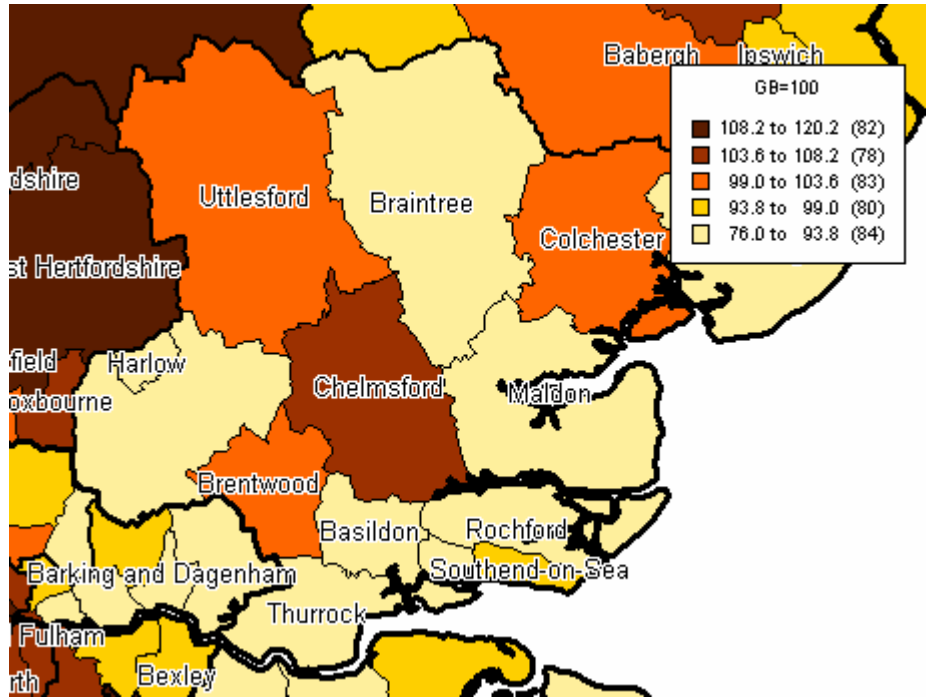 Babergh
Ipswich
GB=100
108.2 to 120.2 (82)
103.6 to 108.2 (78)
99.0 to 103.6 (83)
93.8 to 99.0 (80)
76.0 to 93.8 (84)
dshire
Uttlesford
Braintree
Colchester
st Hertfordshire
field
Harlow
oxbourne
Chelmsford
Maldon
Brentwood
Basildon
Rochford
Barking and Dagenham
Southend-on-Sea
Thurrock
Fulham
rth
Bexley